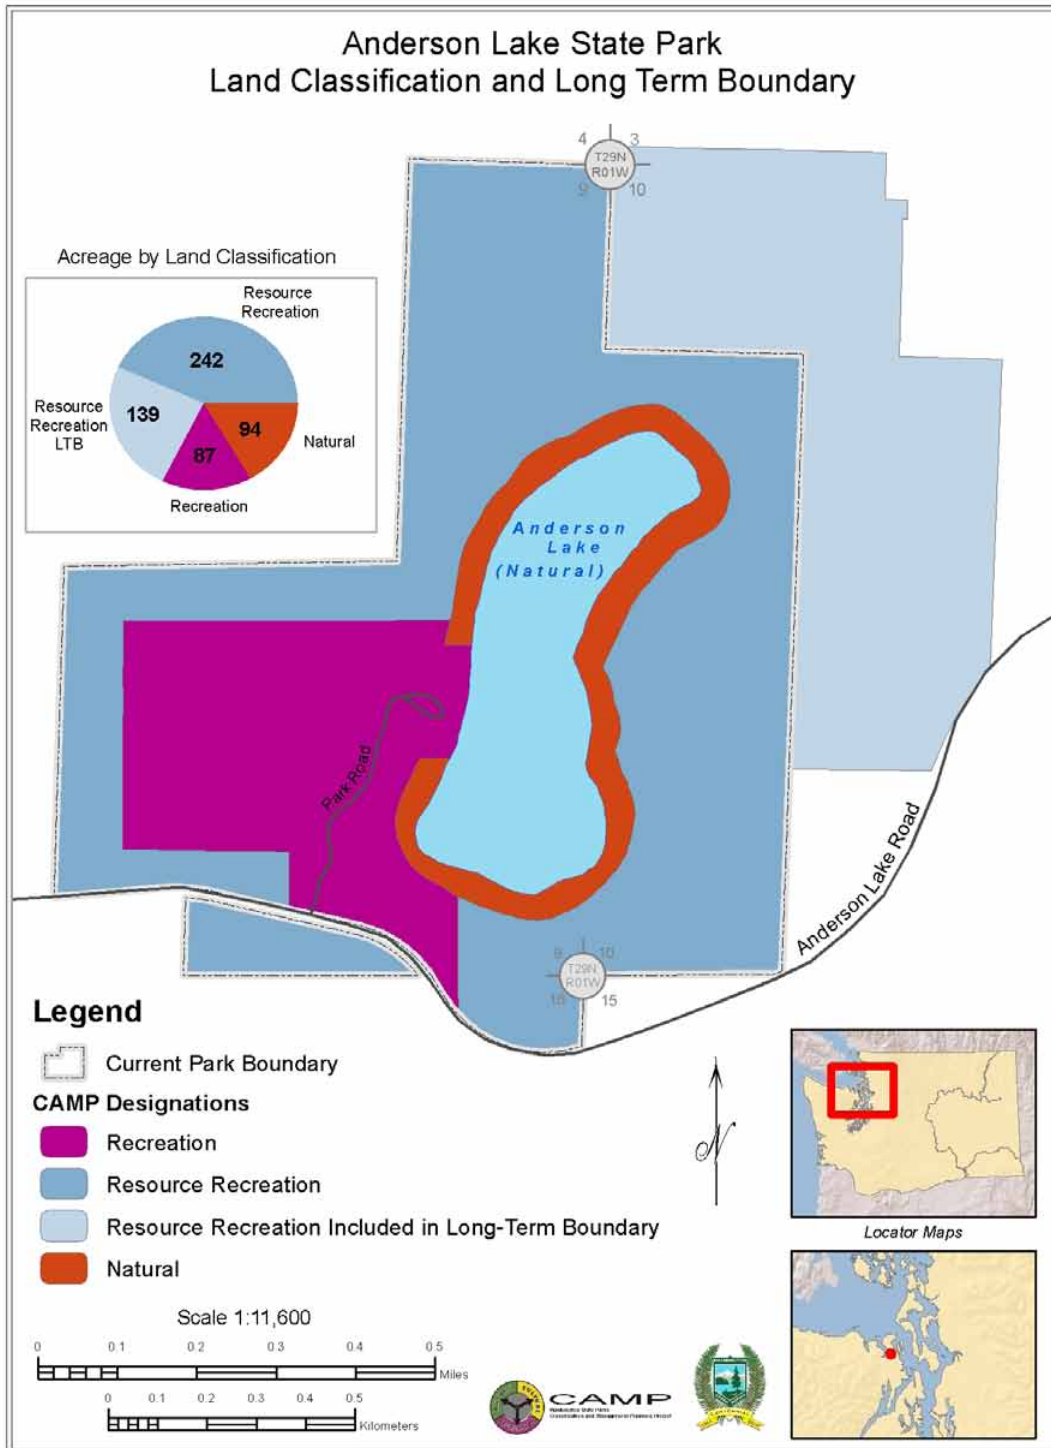 Anderson Lake State Park
Land Classification and Long Term Boundary
4 3
T29N
R01W
9 10
Acreage by Land Classification
Resource
Recreation
242
Resource
Recreation
LTB
139
94
Natural
87
Recreation
Anderson
Lake
(Natural)
Park Road
Anderson Lake Road
9 10
T29N
R01W
16 15
Legend
Current Park Boundary
CAMP Designations
Recreation
Resource Recreation
Resource Recreation Included in Long-Term Boundary
Natural
N
Locator Maps
Scale 1:11,600
0 0.1 0.2 0.3 0.4 0.5
Miles
0 0.1 0.2 0.3 0.4 0.5
Kilometers
CAMP